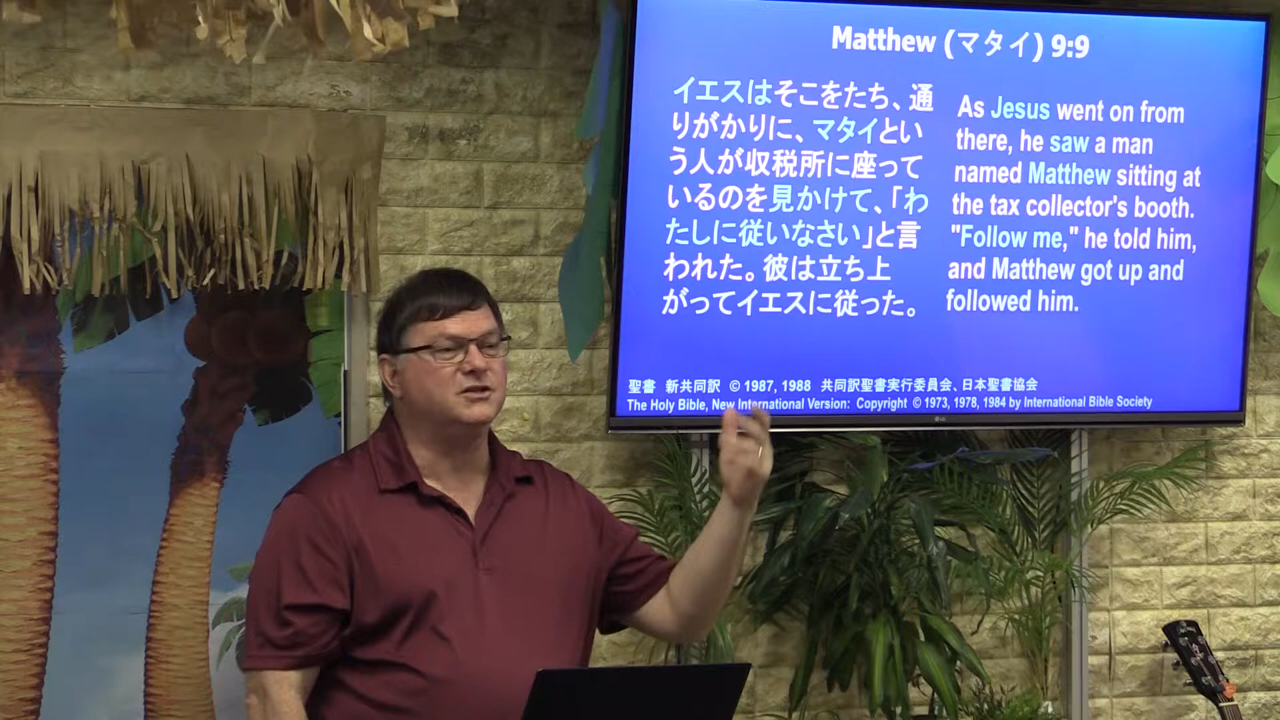 Matthew (マタイ) 9:9
イエスはそこをたち、通
りがかりに、マタイとい
う人が収税所に座って
いるのを見かけて、「わ
たしに従いなさい」と言
われた。彼は立ち上
がってイエスに従った。
As Jesus went on from
there, he saw a man
named Matthew sitting at
the tax collector's booth.
"Follow me," he told him,
and Matthew got up and
followed him.
聖書 新共同訳 © 1987, 1988 共同訳聖書実行委員会、日本聖書協会
The Holy Bible, New International Version: Copyright © 1973, 1978, 1984 by International Bible Society
LG